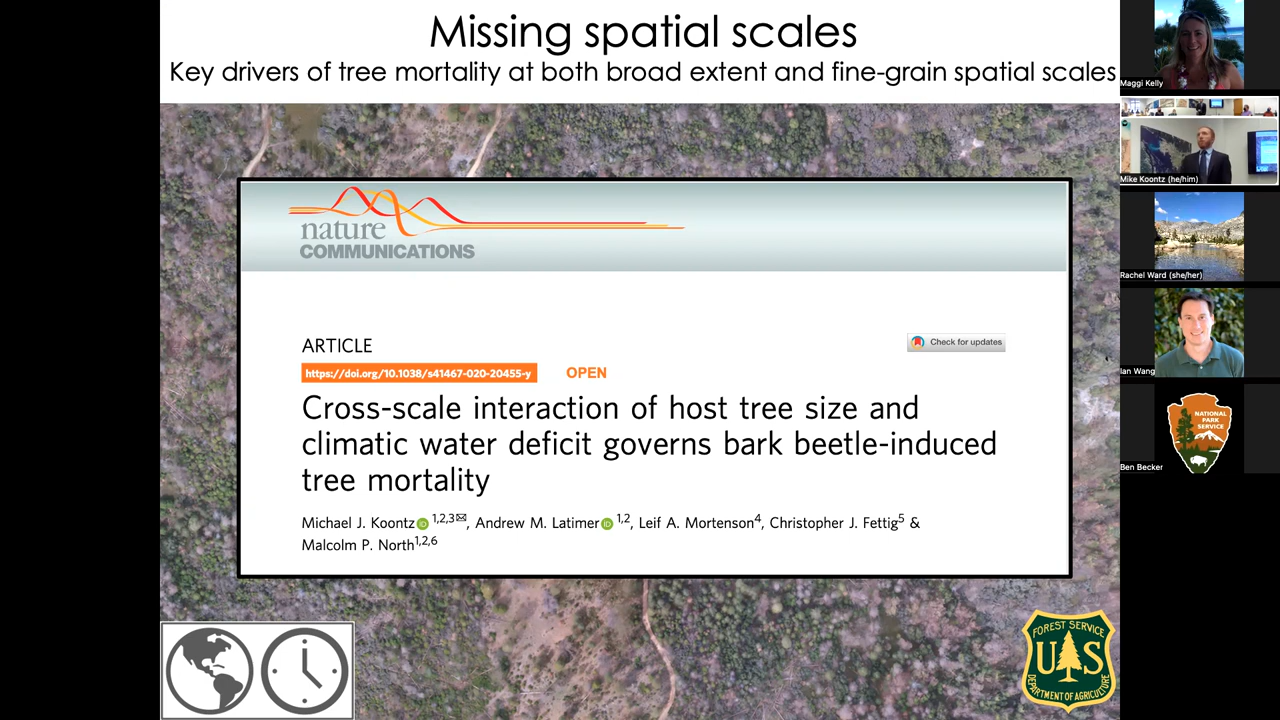 Missing spatial scales
Key drivers of tree mortality at both broad extent and fine-grain spatial scales
nature
COMMUNICATIONS
ARTICLE
Check for updates
https://doi.org/10.1038/s41467-020-20455-y OPEN
Cross-scale interaction of host tree size and
climatic water deficit governs bark beetle-induced
tree mortality
Michael J. Koontz 1,2,3✉, Andrew M. Latimer 1,2, Leif A. Mortenson4, Christopher J. Fettig5 &
Malcolm P. North1,2,6
FOREST SERVICE
U S
DEPARTMENT OF AGRICULTURE
Maggi Kelly
Mike Koontz (he/him)
Rachel Ward (she/her)
Ian Wang
NATIONAL
PARK
SERVICE
Ben Becker